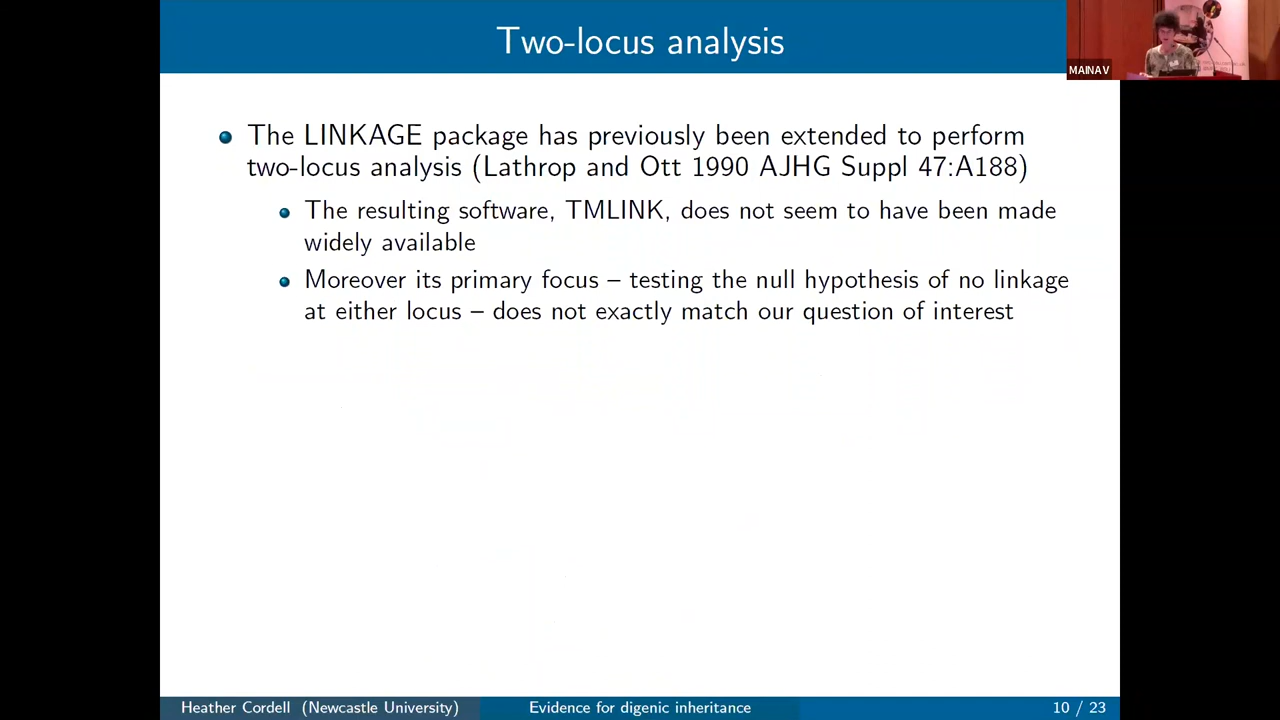 Two-locus analysis
MAINAV
The LINKAGE package has previously been extended to perform
two-locus analysis (Lathrop and Ott 1990 AJHG Suppl 47:A188)
The resulting software, TMLINK, does not seem to have been made
widely available
Moreover its primary focus – testing the null hypothesis of no linkage
at either locus – does not exactly match our question of interest
Heather Cordell (Newcastle University)
Evidence for digenic inheritance
10 / 23